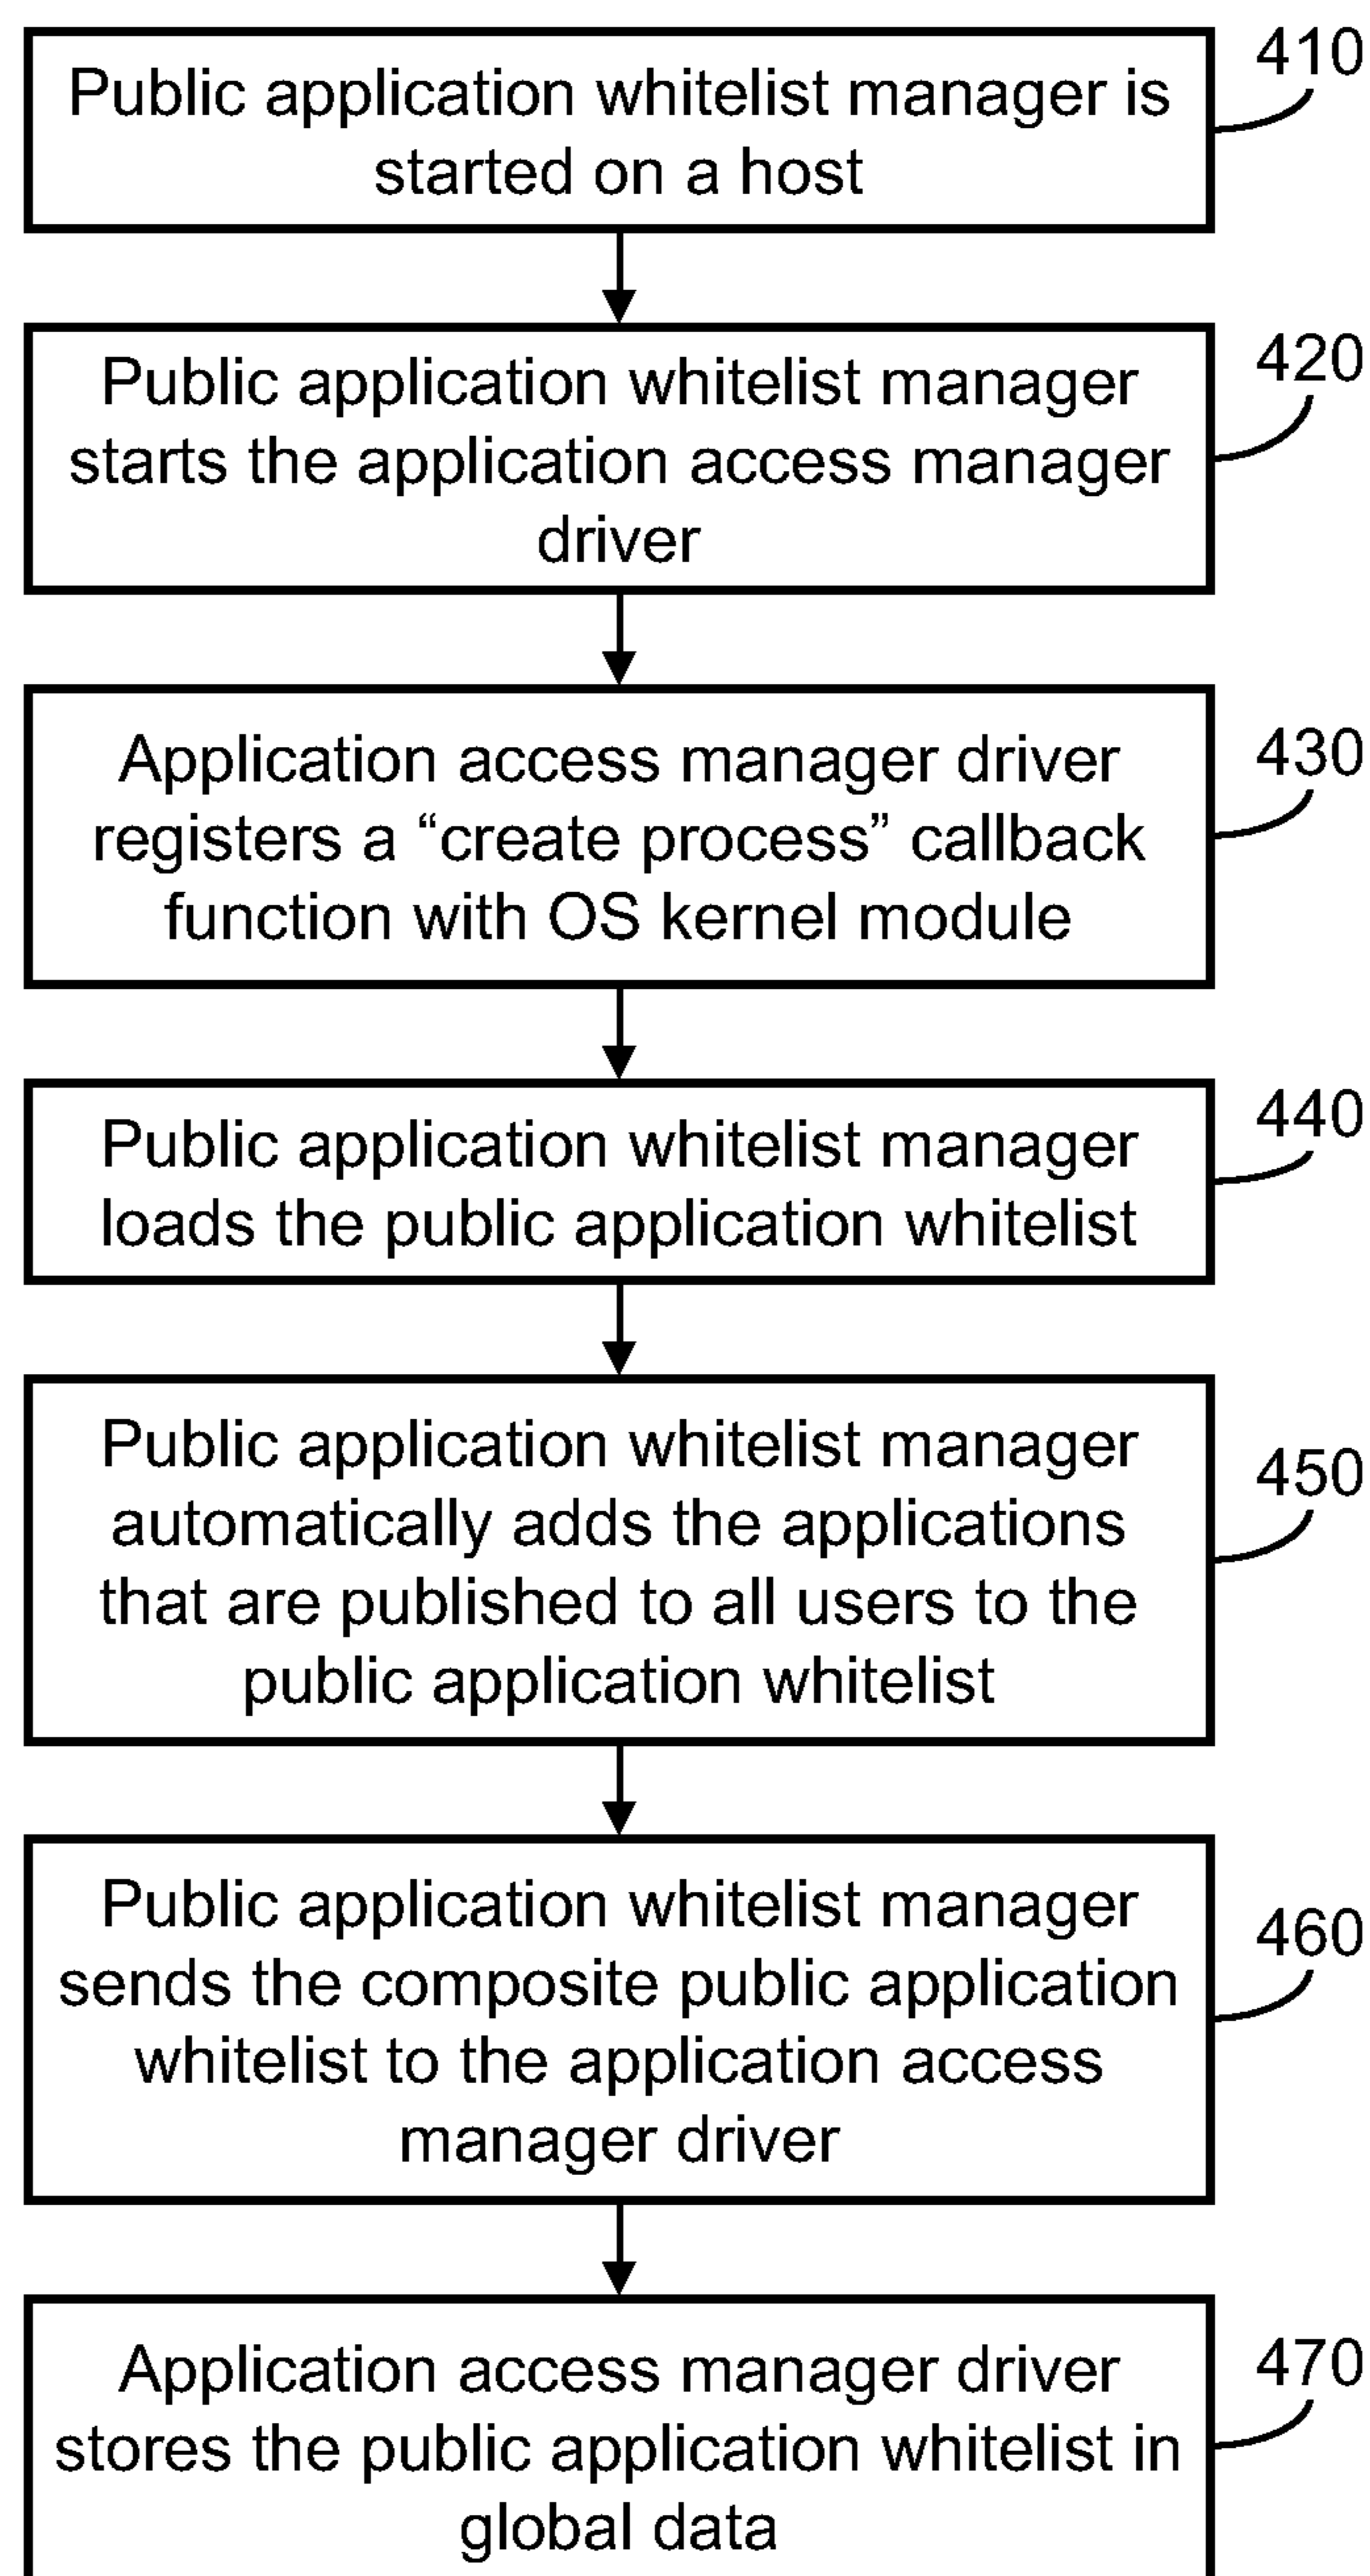 410
Public application whitelist manager is
started on a host
420
Public application whitelist manager
starts the application access manager
driver
430
Application access manager driver
registers a “create process” callback
function with OS kernel module
440
Public application whitelist manager
loads the public application whitelist
450
Public application whitelist manager
automatically adds the applications
that are published to all users to the
public application whitelist
460
Public application whitelist manager
sends the composite public application
whitelist to the application access
manager driver
470
Application access manager driver
stores the public application whitelist in
global data